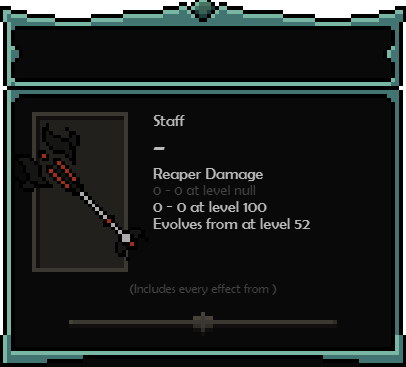 Staff
–
Reaper Damage
0 - 0 at level null
0 - 0 at level 100
Evolves from at level 52
(Includes every effect from )